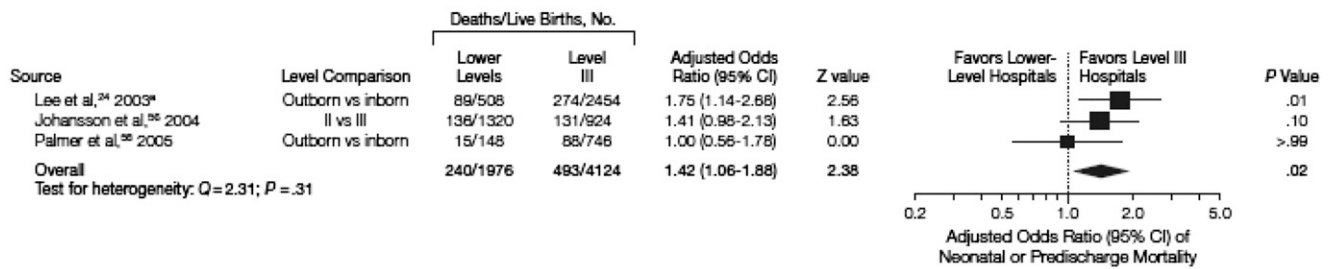 Deaths/Live Births, No.
Source Level Comparison Lower Levels Level III Adjusted Odds Ratio (95% CI) Z value Favors Lower-Level Hospitals Favors Level III Hospitals P Value
Lee et al,24 2003a Outborn vs inborn 89/508 274/2454 1.75 (1.14-2.68) 2.56 .01
Johansson et al,56 2004 II vs III 136/1320 131/924 1.41 (0.98-2.13) 1.63 .10
Palmer et al,58 2005 Outborn vs inborn 15/148 88/746 1.00 (0.56-1.78) 0.00 >.99
Overall 240/1976 493/4124 1.42 (1.06-1.88) 2.38 .02
Test for heterogeneity: Q=2.31; P=.31
0.2 0.5 1.0 2.0 5.0
Adjusted Odds Ratio (95% CI) of
Neonatal or Predischarge Mortality